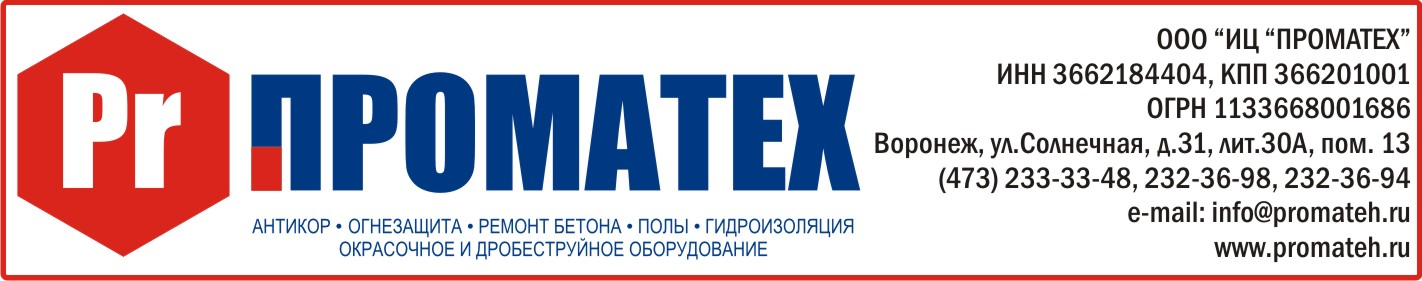 Pr
ПРОМАТЕХ
АНТИКОР • ОГНЕЗАЩИТА • РЕМОНТ БЕТОНА • ПОЛЫ • ГИДРОИЗОЛЯЦИЯ
ОКРАСОЧНОЕ И ДРОБЕСТРУЙНОЕ ОБОРУДОВАНИЕ
ООО “ИЦ “ПРОМАТЕХ”
ИНН 3662184404, КПП 366201001
ОГРН 1133668001686
Воронеж, ул.Солнечная, д.31, лит.30А, пом. 13
(473) 233-33-48, 232-36-98, 232-36-94
e-mail: info@promateh.ru
www.promateh.ru